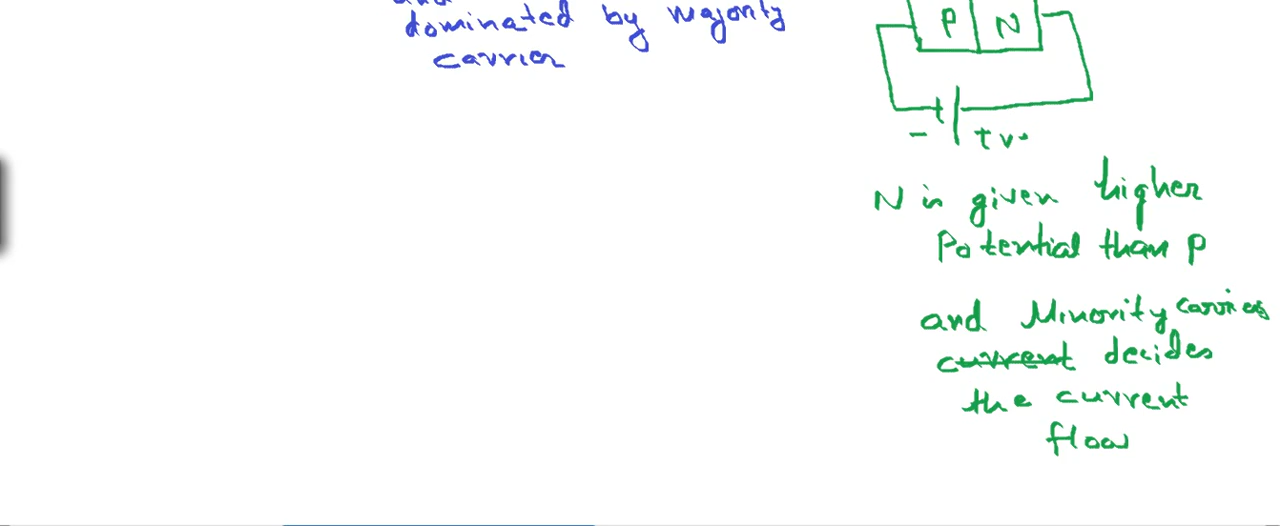 dominated by majority
carrier
P N
- + ve
N is given higher
Potential than P
and Minority carriers
current decides
the current
flow